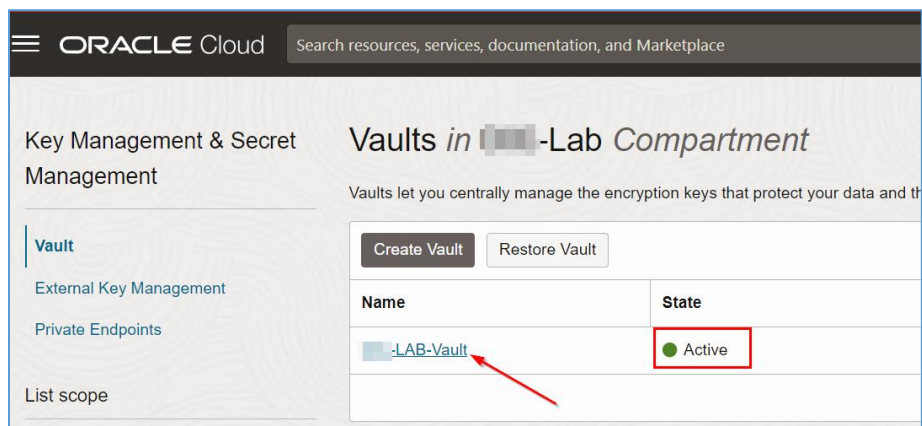 ORACLE Cloud
Search resources, services, documentation, and Marketplace
Key Management & Secret
Management
Vault
External Key Management
Private Endpoints
List scope
Vaults in -Lab Compartment
Vaults let you centrally manage the encryption keys that protect your data and
Create Vault
Restore Vault
Name
State
-LAB-Vault
Active